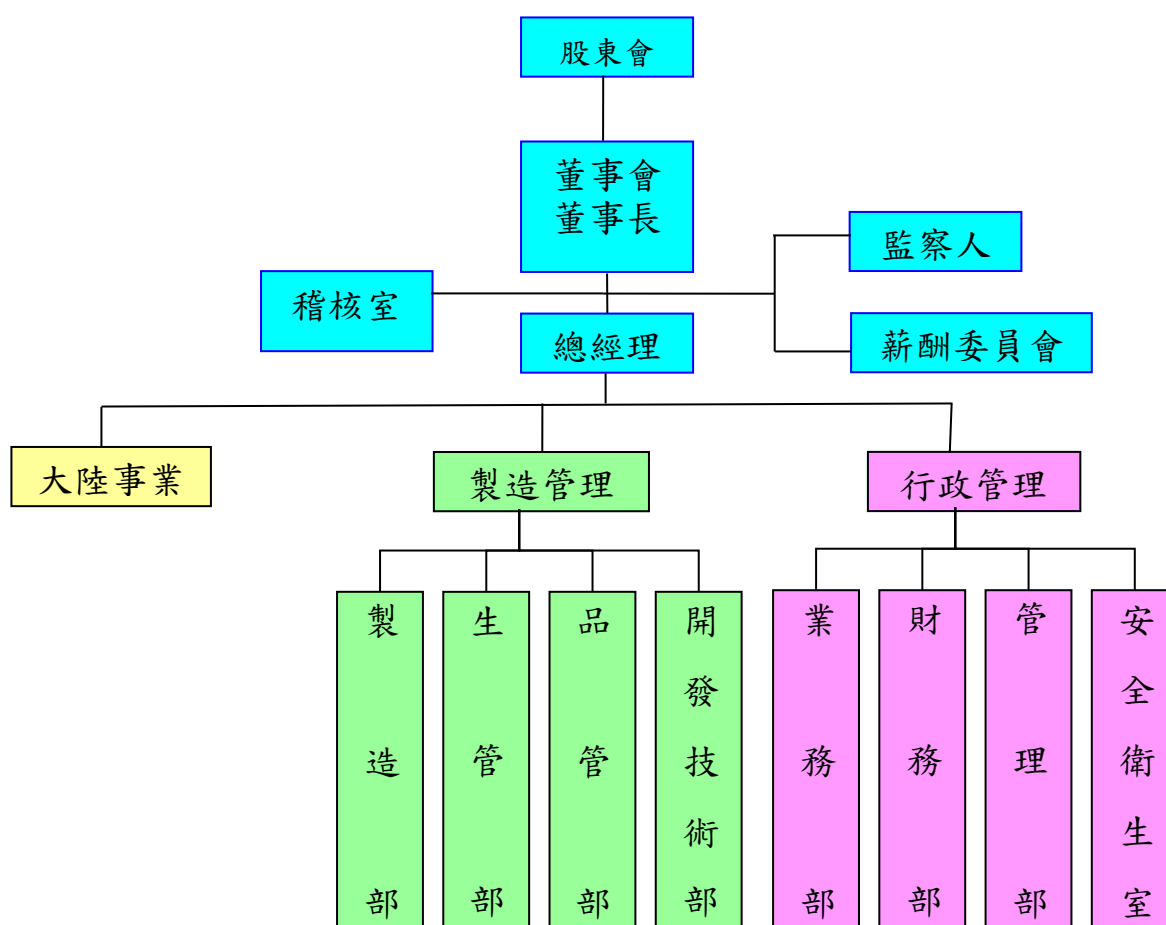 股東會
董事會
董事長
監察人
稽核室
總經理
薪酬委員會
大陸事業
製造管理
行政管理
製造部
生管部
品管部
開發技術部
業務部
財務部
管理部
安全衛生室